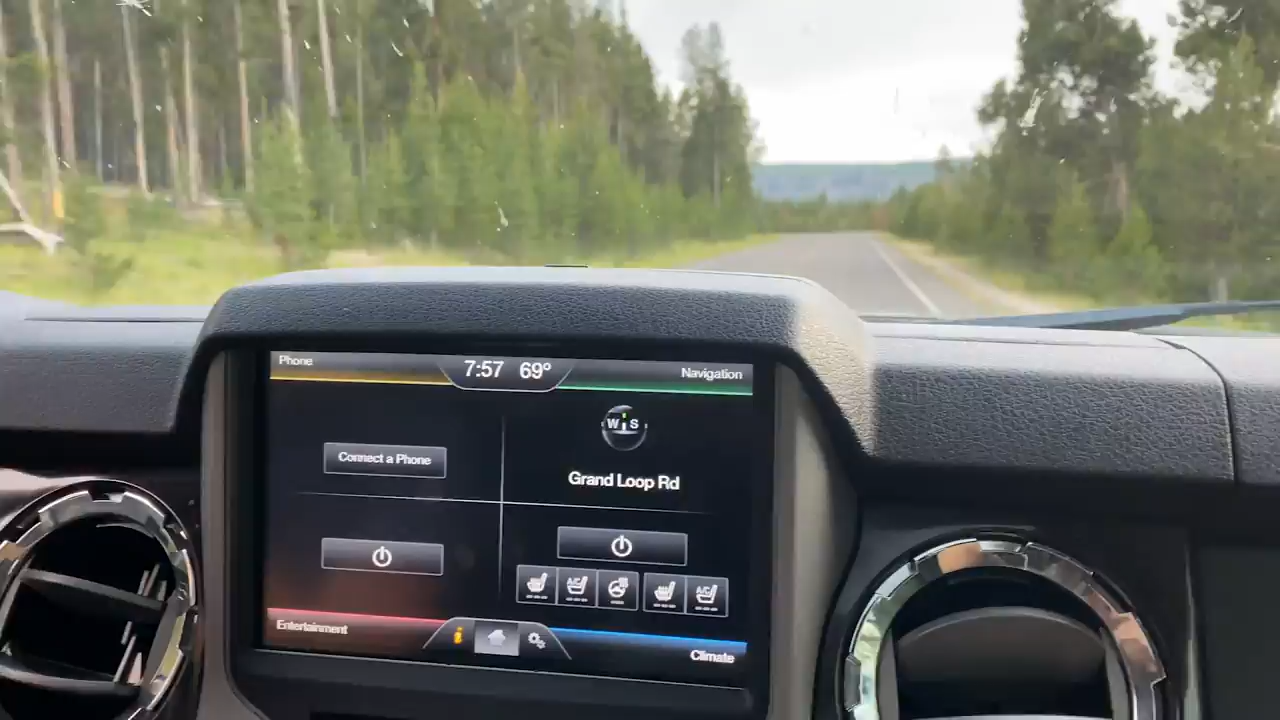 Phone
7:57 69°
Navigation
W S
Connect a Phone
Grand Loop Rd
A/C
A/C
Entertainment
i
Climate